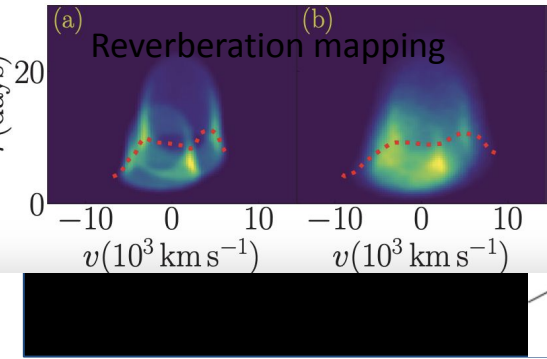 (a) (b)
Reverberation mapping
20
0
−10 0 10 −10 0 10
v(10³ km s⁻¹) v(10³ km s⁻¹)